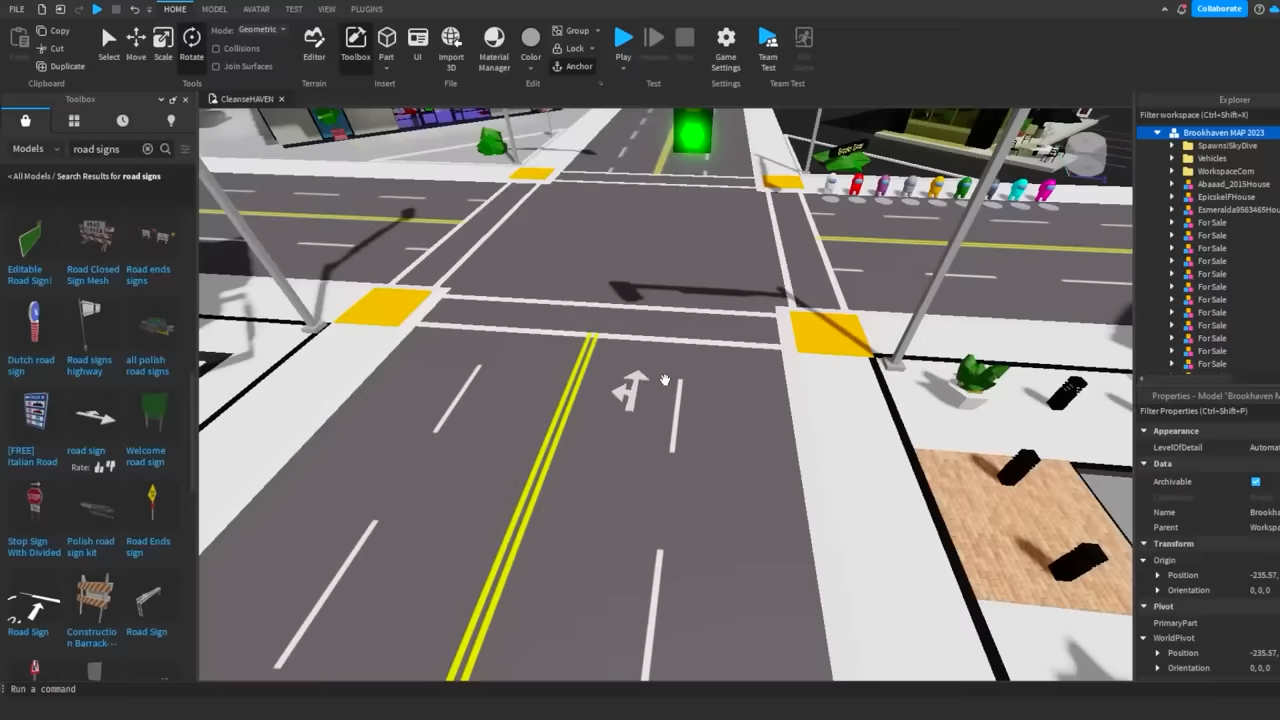 FILE
HOME
MODEL
AVATAR
TEST
VIEW
PLUGINS
Collaborate
Copy
Cut
Duplicate
Clipboard
Select
Move
Scale
Rotate
Mode: Geometric
Collisions
Join Surfaces
Tools
Editor
Terrain
Toolbox
Part
UI
Insert
Import
3D
File
Material
Manager
Color
Group
Lock
Anchor
Edit
Play
Test
Game
Settings
Settings
Team
Test
Team Test
Toolbox
CleanseHAVEN
Explorer
Filter workspace (Ctrl+Shift+X)
Models
road signs
< All Models / Search Results for road signs
Editable
Road Sign!
Road Closed
Sign Mesh
Road ends
signs
Dutch road
sign
Road signs
highway
all polish
road signs
[FREE]
Italian Road
road sign
Rate:
Welcome
road sign
Stop Sign
With Divided
Polish road
sign kit
Road Ends
sign
Road Sign
Constructio
n Barrack···
Road Sign
Brookhaven MAP 2023
Spawns!SkyDive
Vehicles
WorkspaceCom
Abaaad_2015House
EpicskelFHouse
Esmeralda9563465Hou
For Sale
For Sale
For Sale
For Sale
For Sale
For Sale
For Sale
For Sale
For Sale
For Sale
For Sale
For Sale
Properties - Model "Brookhaven M
Filter Properties (Ctrl+Shift+P)
Appearance
LevelOfDetail
Automa
Data
Archivable
Name
Brookha
Parent
Workspa
Transform
Origin
Position
-235.57,
Orientation
0, 0, 0
Pivot
PrimaryPart
WorldPivot
Position
-235.57,
Orientation
0, 0, 0
Run a command